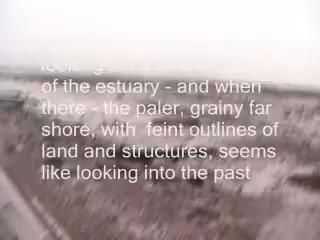 of the estuary - and when
there - the paler, grainy far
shore, with  feint outlines of
land and structures, seems
like looking into the past